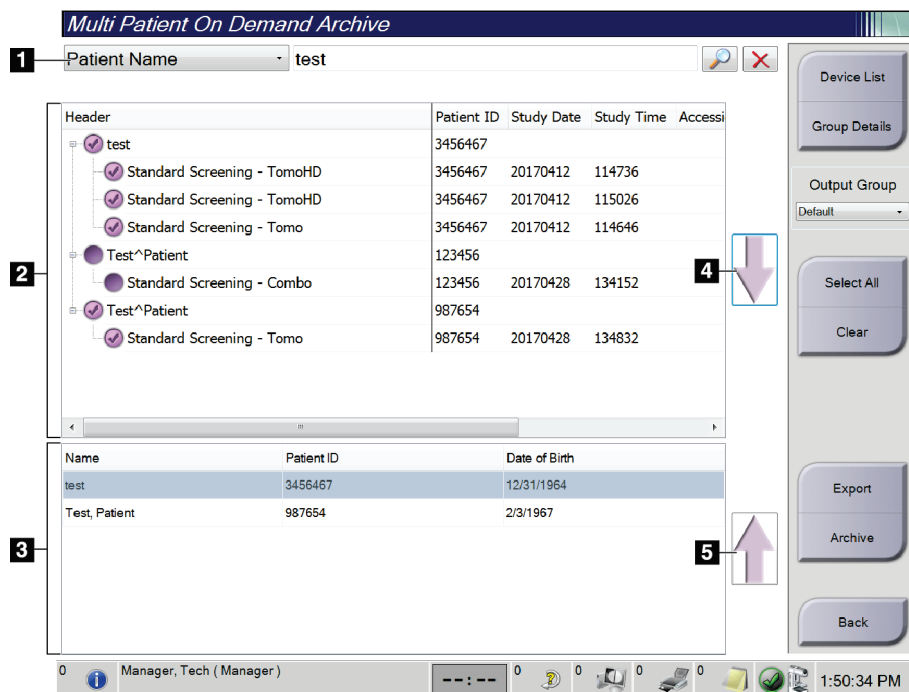 Multi Patient On Demand Archive
1 Patient Name test
Device List
Group Details
Output Group
Default
Select All
Clear
Export
Archive
Back
2
Header Patient ID Study Date Study Time Accessi
test 3456467
Standard Screening - TomoHD 3456467 20170412 114736
Standard Screening - TomoHD 3456467 20170412 115026
Standard Screening - Tomo 3456467 20170412 114646
Test^Patient 123456
Standard Screening - Combo 123456 20170428 134152
Test^Patient 987654
Standard Screening - Tomo 987654 20170428 134832
4
3
Name Patient ID Date of Birth
test 3456467 12/31/1964
Test, Patient 987654 2/3/1967
5
0 Manager, Tech ( Manager ) --:-- 0 0 0 0 1:50:34 PM